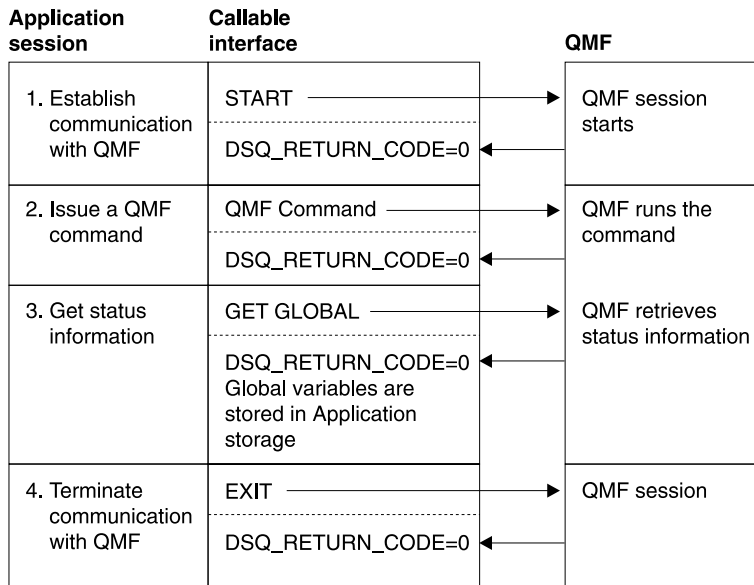 Application
session
Callable
interface
QMF
1. Establish
communication
with QMF
START
DSQ_RETURN_CODE=0
QMF session
starts
2. Issue a QMF
command
QMF Command
DSQ_RETURN_CODE=0
QMF runs the
command
3. Get status
information
GET GLOBAL
DSQ_RETURN_CODE=0
Global variables are
stored in Application
storage
QMF retrieves
status information
4. Terminate
communication
with QMF
EXIT
DSQ_RETURN_CODE=0
QMF session